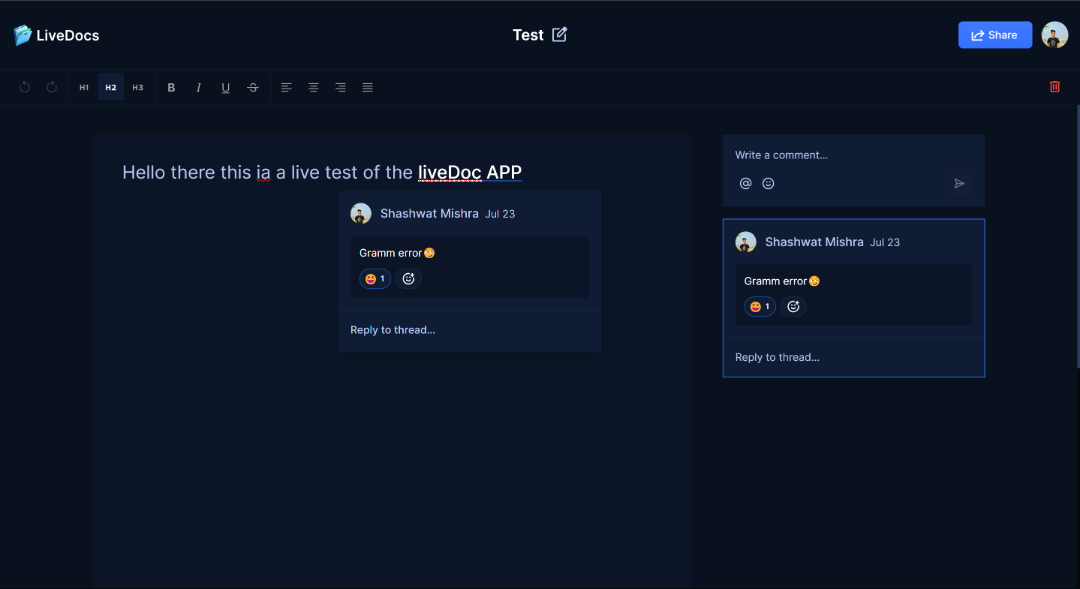 LiveDocs
Test
Share
H1 H2 H3 B I U S
Hello there this ia a live test of the liveDoc APP
Shashwat Mishra Jul 23
Gramm error
1
Reply to thread...
Write a comment...
@
Shashwat Mishra Jul 23
Gramm error
1
Reply to thread...